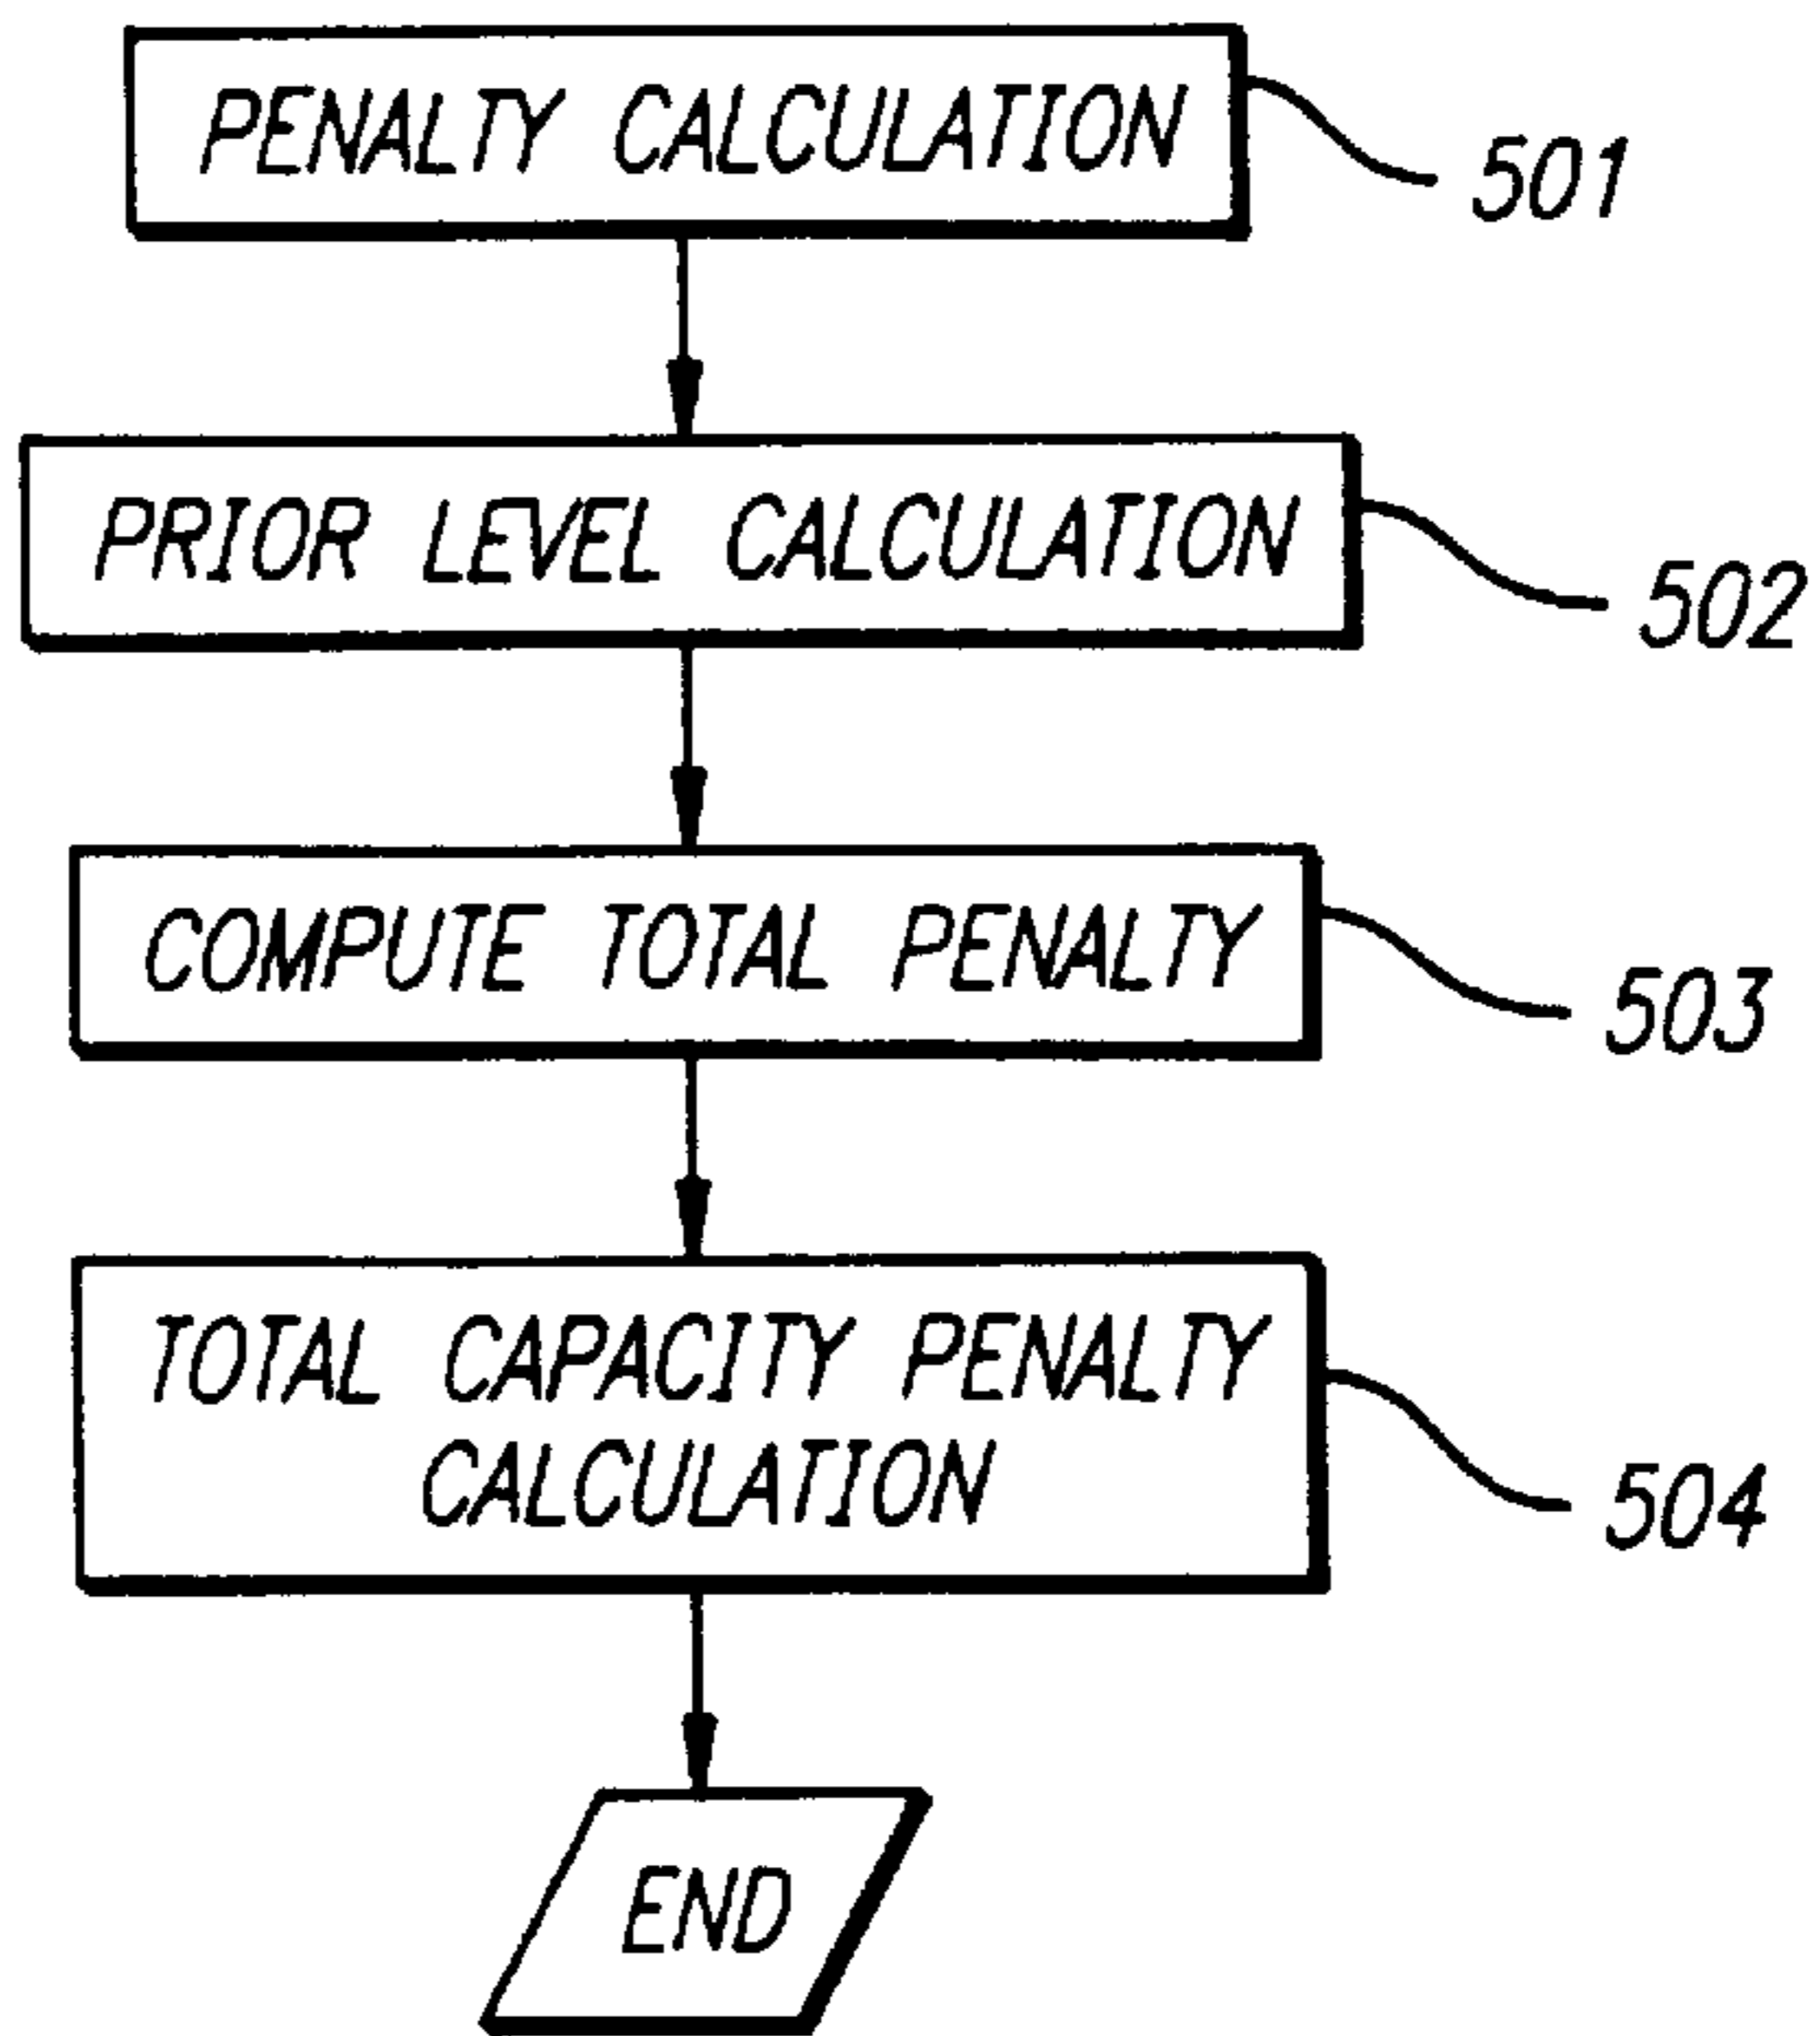 PENALTY CALCULATION
501
PRIOR LEVEL CALCULATION
502
COMPUTE TOTAL PENALTY
503
TOTAL CAPACITY PENALTY
CALCULATION
504
END